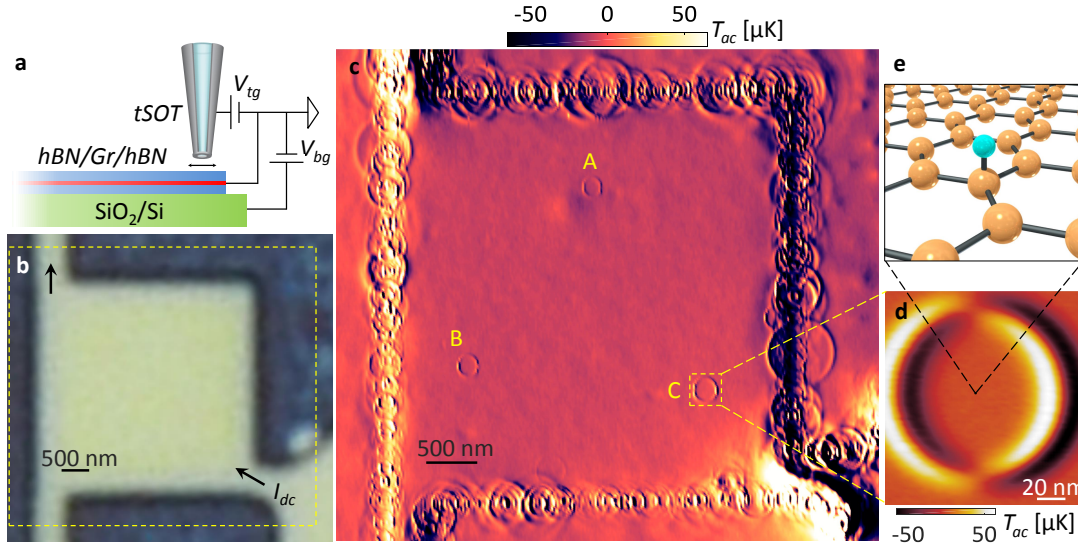 -50 0 50 T_ac [µK]
a
tSOT
V_tg
V_bg
hBN/Gr/hBN
SiO₂/Si
b
500 nm
I_dc
c
A
B
C
500 nm
e
d
20 nm
-50 50 T_ac [µK]